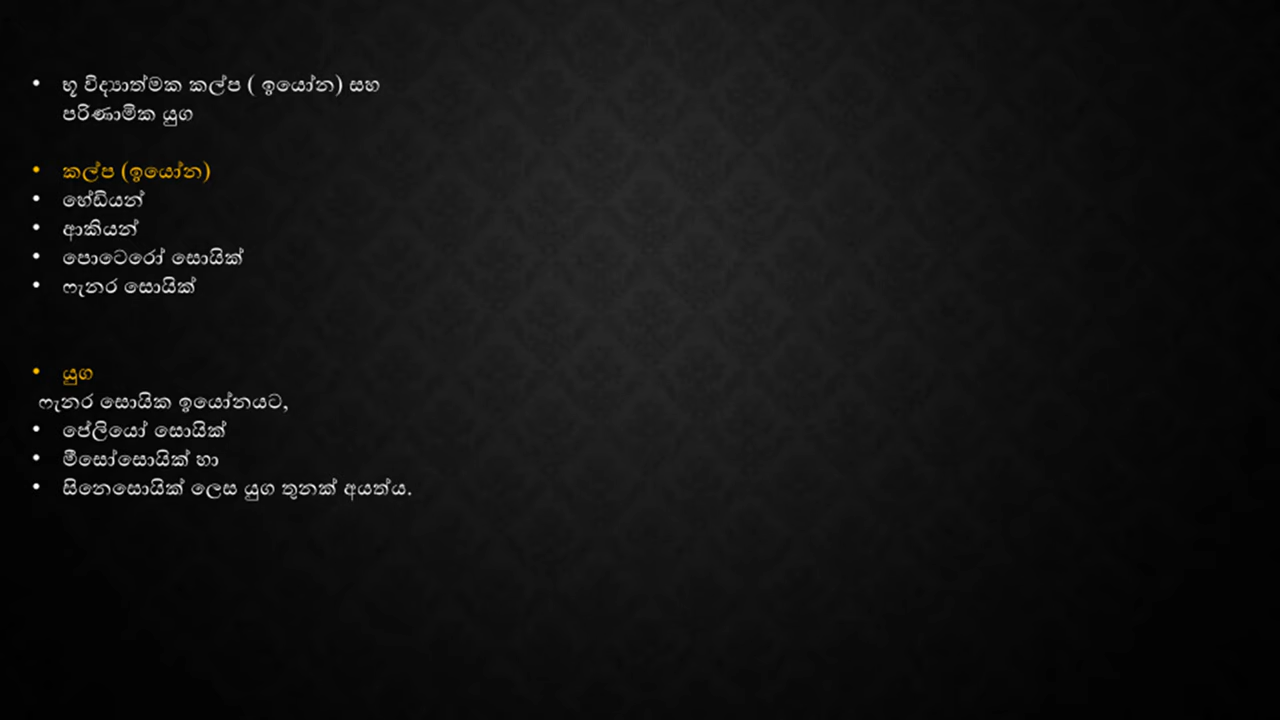 • භූ විද්‍යාත්මක කල්ප ( ඉයෝන) සහ
පරිණාමික යුග
• කල්ප (ඉයෝන)
• හේඩියන්
• ආකියන්
• පොටෙරෝ සොයික්
• ෆැනර සොයික්
• යුග
ෆැනර සොයික ඉයෝනයට,
• පේලියෝ සොයික්
• මීසෝසොයික් හා
• සිනෙසොයික් ලෙස යුග තුනක් අයත්ය.